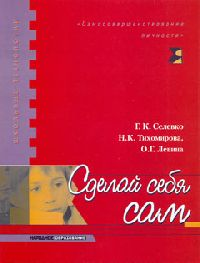 «Самосовершенствование
личности»
Г. К. Селевко
Н.К. Тихомирова,
О.Г. Левина
Сделай себя
сам
НАРОДНОЕ ОБРАЗОВАНИЕ